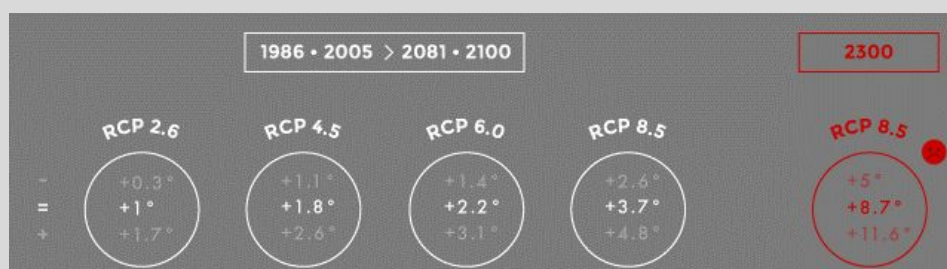 1986 • 2005 > 2081 • 2100
2300
RCP 2.6
RCP 4.5
RCP 6.0
RCP 8.5
RCP 8.5
- +0.3° +1.1° +1.4° +2.6° +5°
= +1° +1.8° +2.2° +3.7° +8.7°
+ +1.7° +2.6° +3.1° +4.8° +11.6°